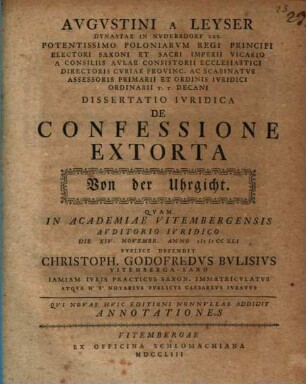 AVGVSTINI A LEYSER
DYNASTAE IN NVDERSDORF
POTENTISSIMO POLONIARVM REGI PRINCIPI
ELECTORI SAXONI ET SACRI IMPERII VICARIO
A CONSILIIS AVLAE CONSISTORII ECCLESIASTICI
DIRECTORIS CVRIAE PROVINC. AC SCABINATVS
ASSESSORIS PRIMARII ET ORDINIS IVRIDICI
ORDINARII T. T. DECANI
DISSERTATIO IVRIDICA
DE
CONFESSIONE
EXTORTA
Von der Uhrgicht.
QVAM
IN ACADEMIAE VITEMBERGENSIS
AVDITORIO IVRIDICO
DIE XIV NOVEMBR. ANNO
PVBLICE DEFENDIT
CHRISTOPH. GODOFREDVS BVLISIVS
VITEMBERGA-SAXO
IAMIAM IVRIS PRACTICVS SAXON. IMMATRICVLATVS
ATQVE N T NOTARIVS PVBLICVS CAESAREVS IVRATVS
QVI NOVAE HVIC EDITIONI NONNVLLAS ADDIDIT
ANNOTATIONES
VITEMBERGAE
EX OFFICINA SCHLOMACHIANA
MDCCLIII